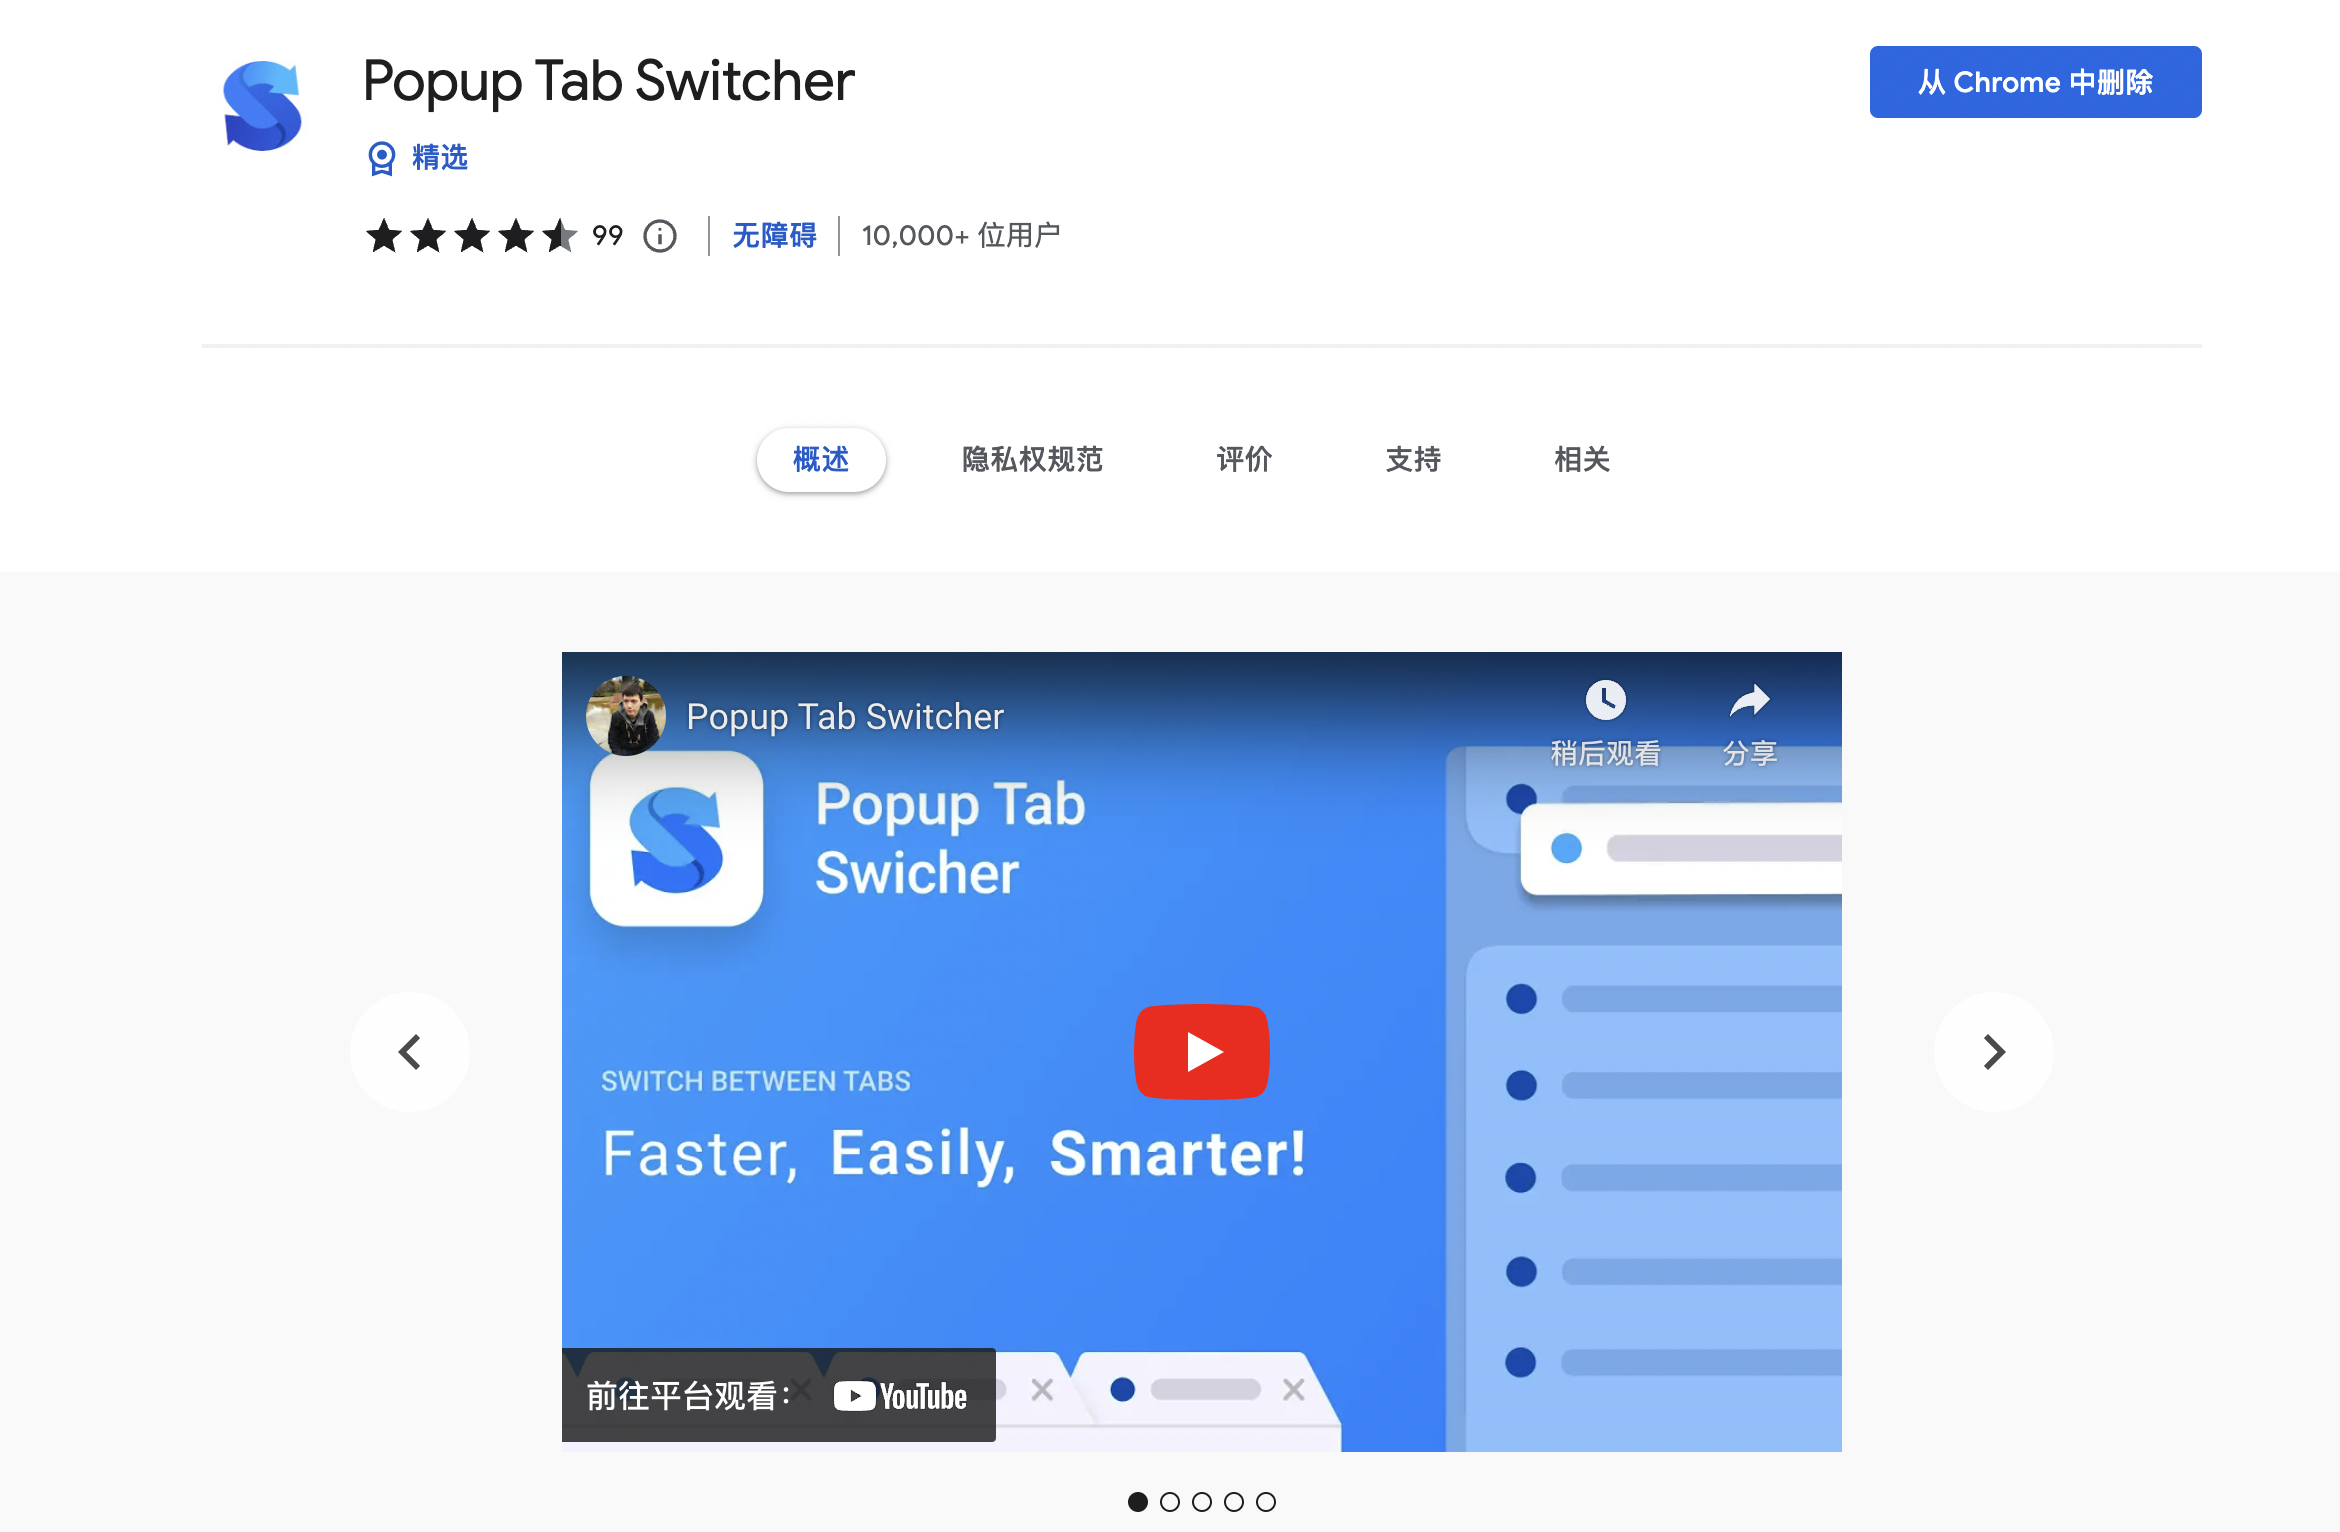 Popup Tab Switcher
从 Chrome 中删除
精选
99
无障碍
10,000+ 位用户
概述
隐私权规范
评价
支持
相关
Popup Tab Switcher
稍后观看
分享
Popup Tab
Swicher
SWITCH BETWEEN TABS
Faster, Easily, Smarter!
前往平台观看：
YouTube